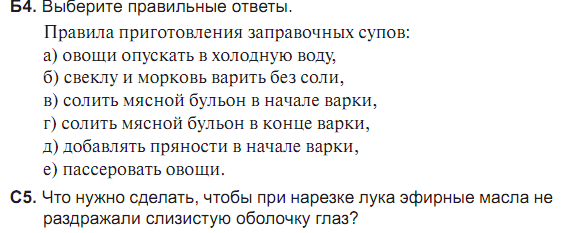 Б4. Выберите правильные ответы.
Правила приготовления заправочных супов:
а) овощи опускать в холодную воду,
б) свеклу и морковь варить без соли,
в) солить мясной бульон в начале варки,
г) солить мясной бульон в конце варки,
д) добавлять пряности в начале варки,
е) пассеровать овощи.
С5. Что нужно сделать, чтобы при нарезке лука эфирные масла не
раздражали слизистую оболочку глаз?